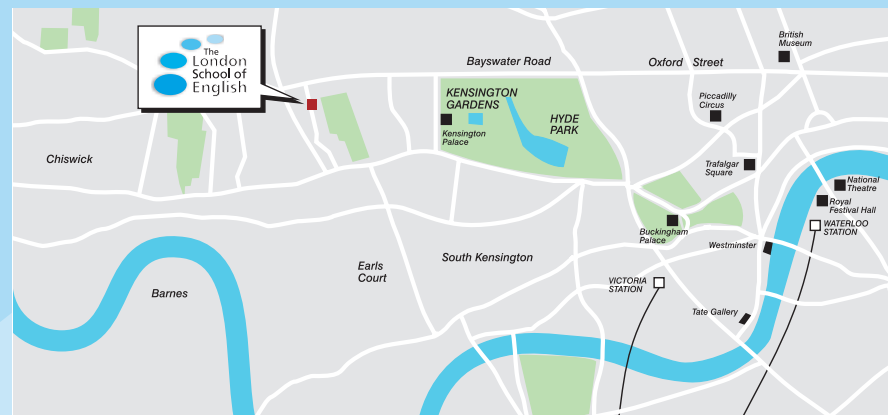 The
London
School of
English
British
Museum
Bayswater Road
Oxford Street
KENSINGTON
GARDENS
Piccadilly
Circus
HYDE
PARK
Kensington
Palace
Chiswick
Trafalgar
Square
National
Theatre
Royal
Festival Hall
WATERLOO
STATION
Buckingham
Palace
Westminster
South Kensington
Earls
Court
VICTORIA
STATION
Barnes
Tate Gallery